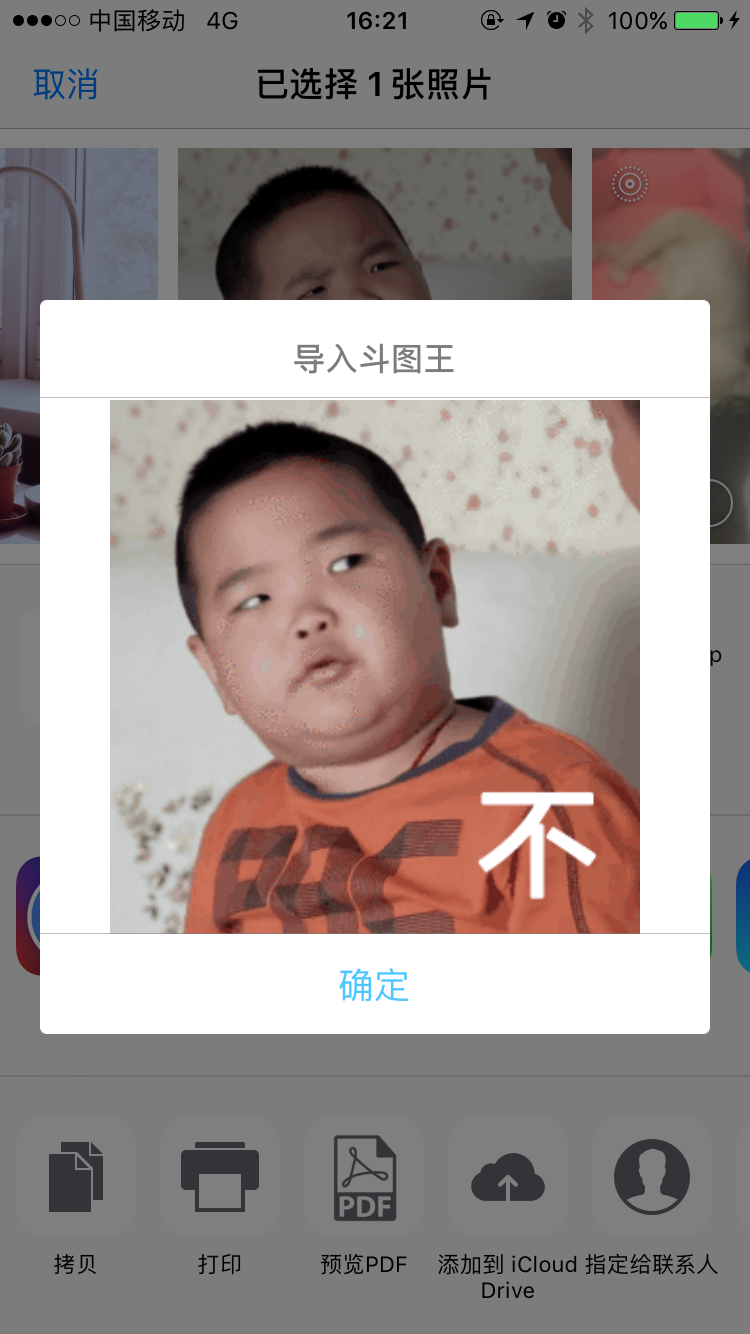 中国移动 4G 16:21 100%
取消 已选择 1 张照片
导入斗图王
p
不
确定
PDF
拷贝 打印 预览PDF 添加到 iCloud Drive 指定给联系人